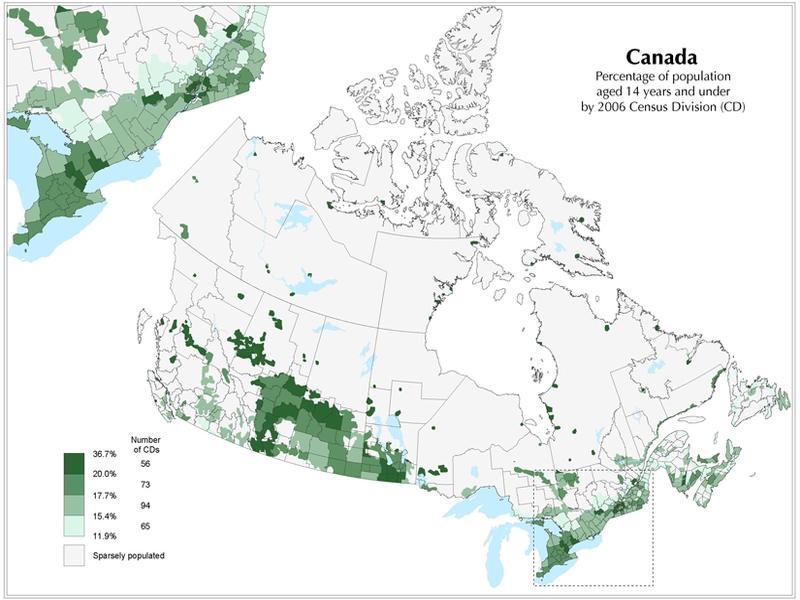 Canada
Percentage of population
aged 14 years and under
by 2006 Census Division (CD)
Number
of CDs
36.7%
56
20.0%
73
17.7%
94
15.4%
65
11.9%
Sparsely populated